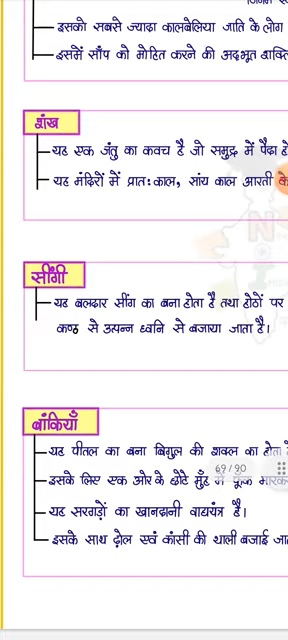 इसको सबसे ज्यादा कालबेलिया जाति के लोग
इसमें साँप को मोहित करने की अदभूत शक्ति
शंख
यह एक जंतु का कवच है जो समुद्र में पैदा
यह मंदिरों में प्रात:काल, सांय काल आरती के
सींगी
यह बलदार सींग का बना होता है तथा होठों पर
कण्ठ से उत्पन्न ध्वनि से बजाया जाता है।
बांकियाँ
यह पीतल का बना बिगुल की शक्ल का होता है
69/90
इसके लिए एक ओर के छोटे मुँह में फूँक मारकर
यह सरगड़ों का खानदानी वाद्ययंत्र है।
इसके साथ ढ़ोल एवं कांसी की थाली बजाई